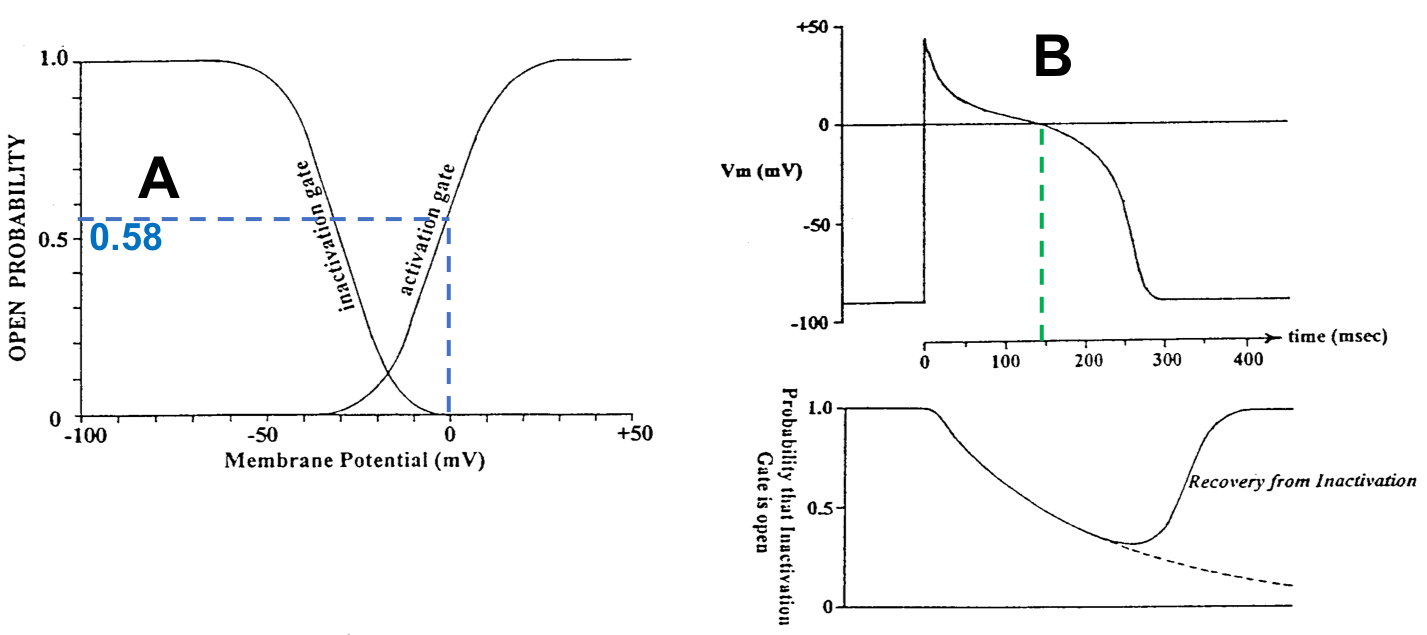 A
OPEN PROBABILITY
1.0
0.5
0
0.58
inactivation gate
activation gate
-100
-50
0
+50
Membrane Potential (mV)
B
+50
0
-50
-100
Vm (mV)
0
100
200
300
400
time (msec)
Probability that Inactivation
Gate is open
1.0
0.5
0
Recovery from Inactivation